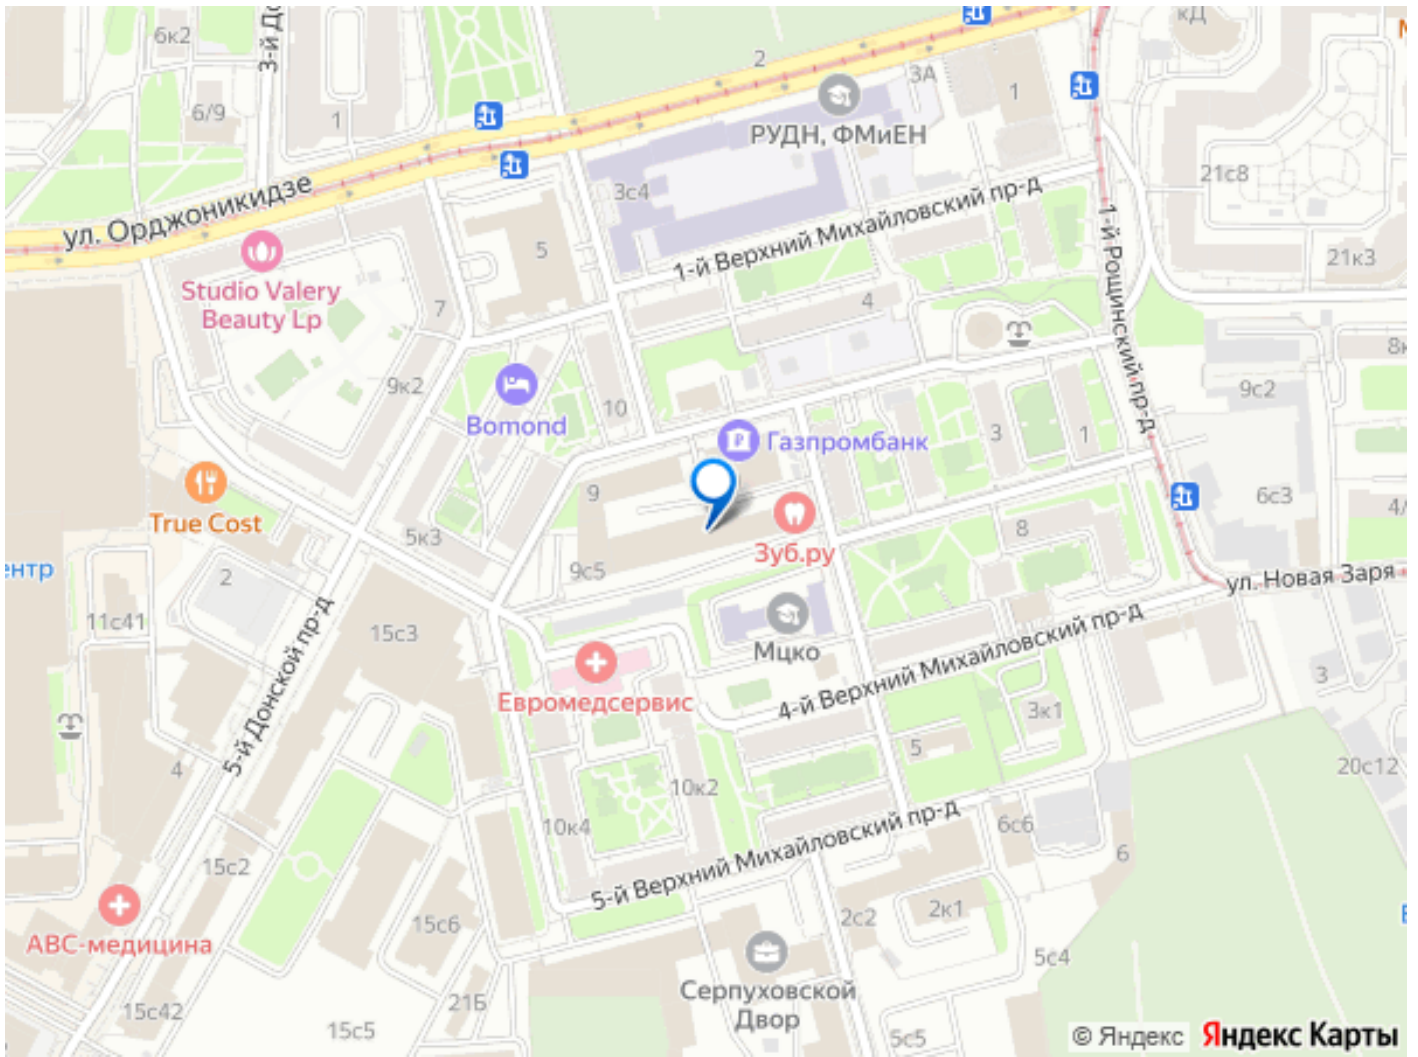 6к2
3-й До
кД
2
3А
6/9
1
1
РУДН, ФМиЕН
21с8
3с4
ул. Орджоникидзе
1-й Верхний Михайловский пр-д
1-й Рощинский пр-д
5
21к3
Studio Valery
Beauty Lp
7
4
8к
9к2
9с2
Bomond
10
Газпромбанк
3
1
9
6с3
4/
True Cost
5к3
8
Зуб.ру
ентр
2
9с5
ул. Новая Заря
11с41
15с3
Мцко
5-й Донской пр-д
4-й Верхний Михайловский пр-д
3
Евромедсервис
3к1
5
4
20с12
10к2
10к4
5-й Верхний Михайловский пр-д
6с6
6
15с2
2с2
2к1
15с6
АВС-медицина
5с4
Серпуховской
Двор
15с42
21Б
15с5
5с5
© Яндекс
Яндекс Карты